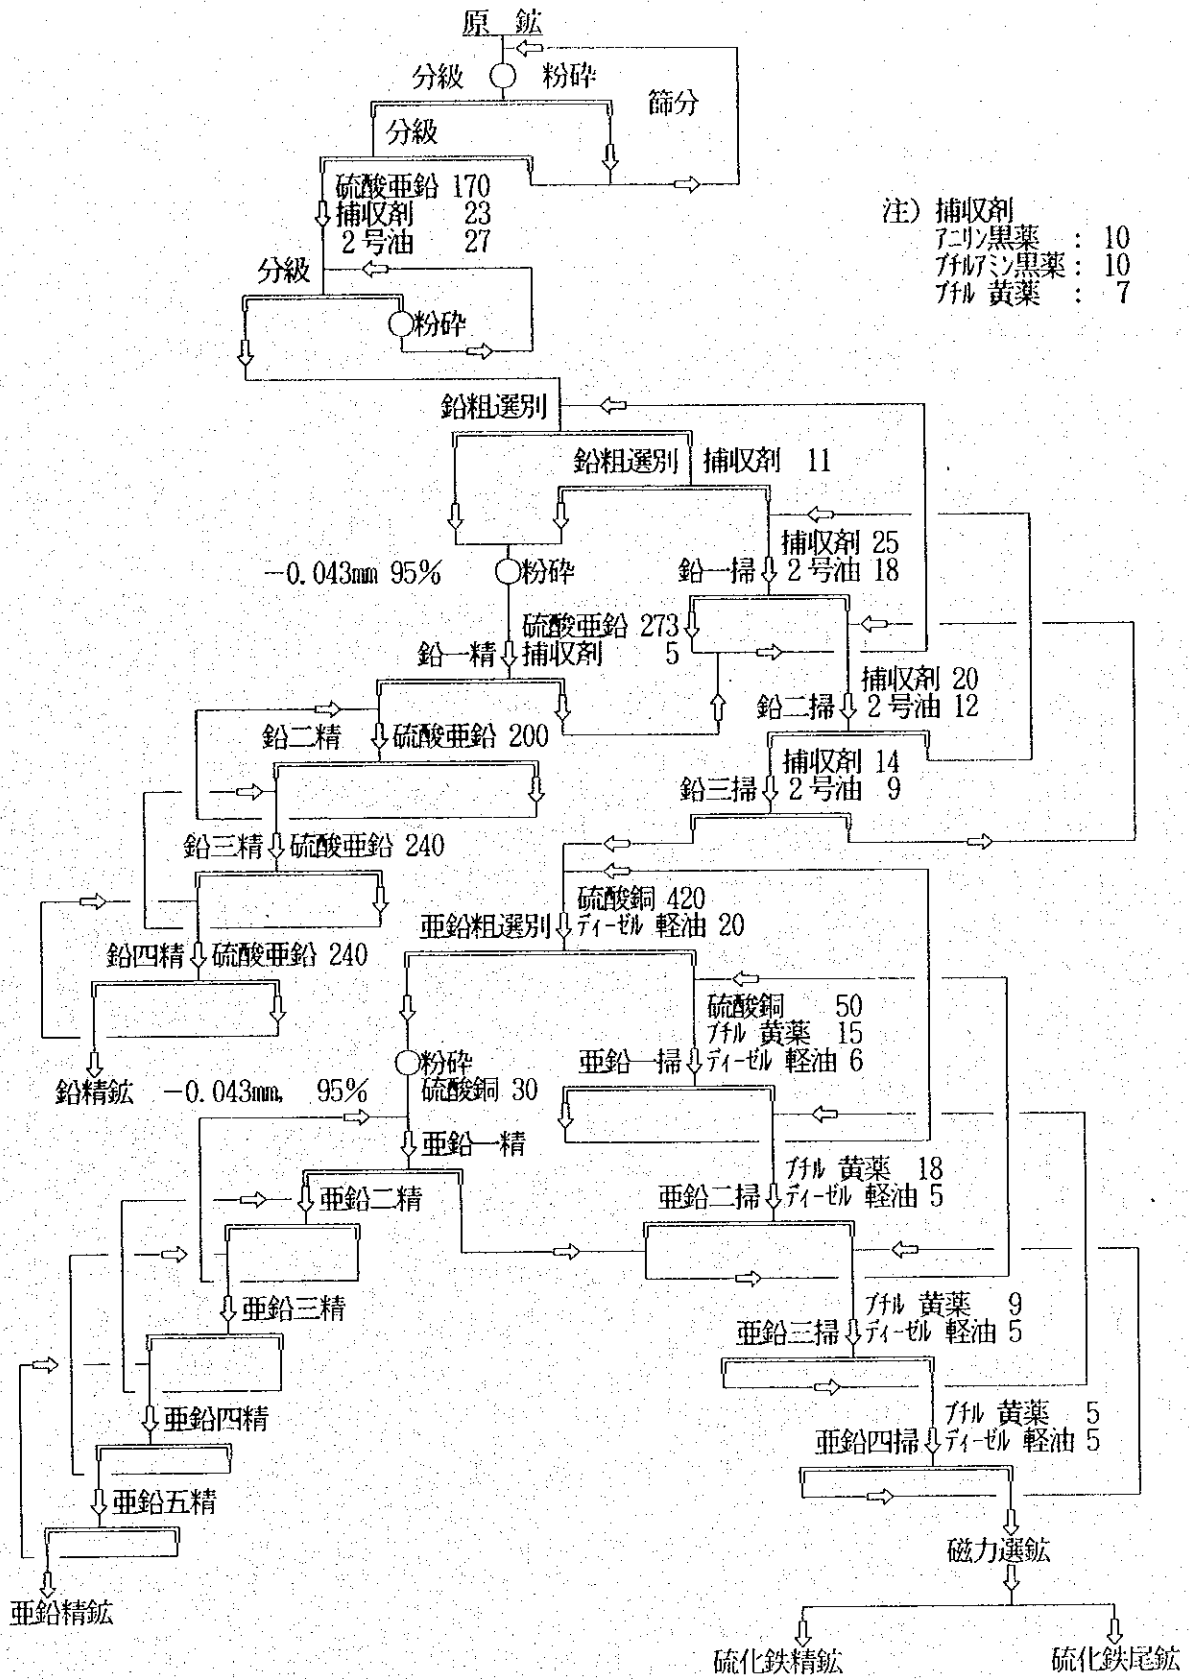 原 鉱
分級 粉砕
篩分
分級
硫酸亜鉛 170
捕収剤 23
2号油 27
注) 捕収剤
アニリン黒薬 : 10
ブチルアミン黒薬 : 10
ブチル 黄薬 : 7
分級
粉砕
鉛粗選別
鉛粗選別 捕収剤 11
捕収剤 25
鉛一掃 2号油 18
-0.043mm 95% 粉砕
硫酸亜鉛 273
鉛一精 捕収剤 5
捕収剤 20
鉛二掃 2号油 12
鉛二精 硫酸亜鉛 200
捕収剤 14
鉛三掃 2号油 9
鉛三精 硫酸亜鉛 240
硫酸銅 420
亜鉛粗選別 ディーゼル 軽油 20
鉛四精 硫酸亜鉛 240
硫酸銅 50
ブチル 黄薬 15
亜鉛一掃 ディーゼル 軽油 6
粉砕
鉛精鉱 -0.043mm, 95% 硫酸銅 30
亜鉛一精
ブチル 黄薬 18
亜鉛二掃 ディーゼル 軽油 5
亜鉛二精
亜鉛三精
ブチル 黄薬 9
亜鉛三掃 ディーゼル 軽油 5
亜鉛四精
ブチル 黄薬 5
亜鉛四掃 ディーゼル 軽油 5
亜鉛五精
磁力選鉱
亜鉛精鉱
硫化鉄精鉱 硫化鉄尾鉱